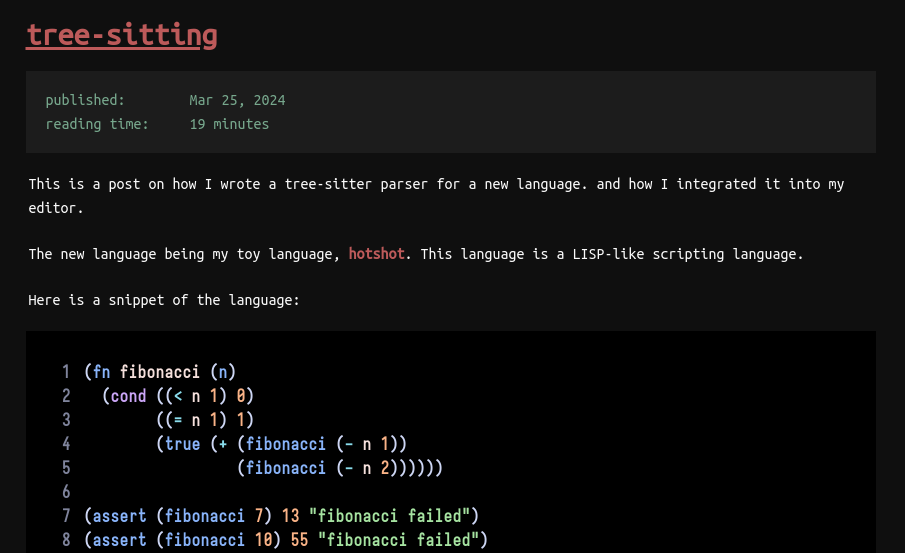 tree-sitting
published: Mar 25, 2024
reading time: 19 minutes
This is a post on how I wrote a tree-sitter parser for a new language. and how I integrated it into my
editor.
The new language being my toy language, hotshot. This language is a LISP-like scripting language.
Here is a snippet of the language:
1 (fn fibonacci (n)
2   (cond ((< n 1) 0)
3         ((= n 1) 1)
4         (true (+ (fibonacci (- n 1))
5                  (fibonacci (- n 2))))))
6
7 (assert (fibonacci 7) 13 "fibonacci failed")
8 (assert (fibonacci 10) 55 "fibonacci failed")